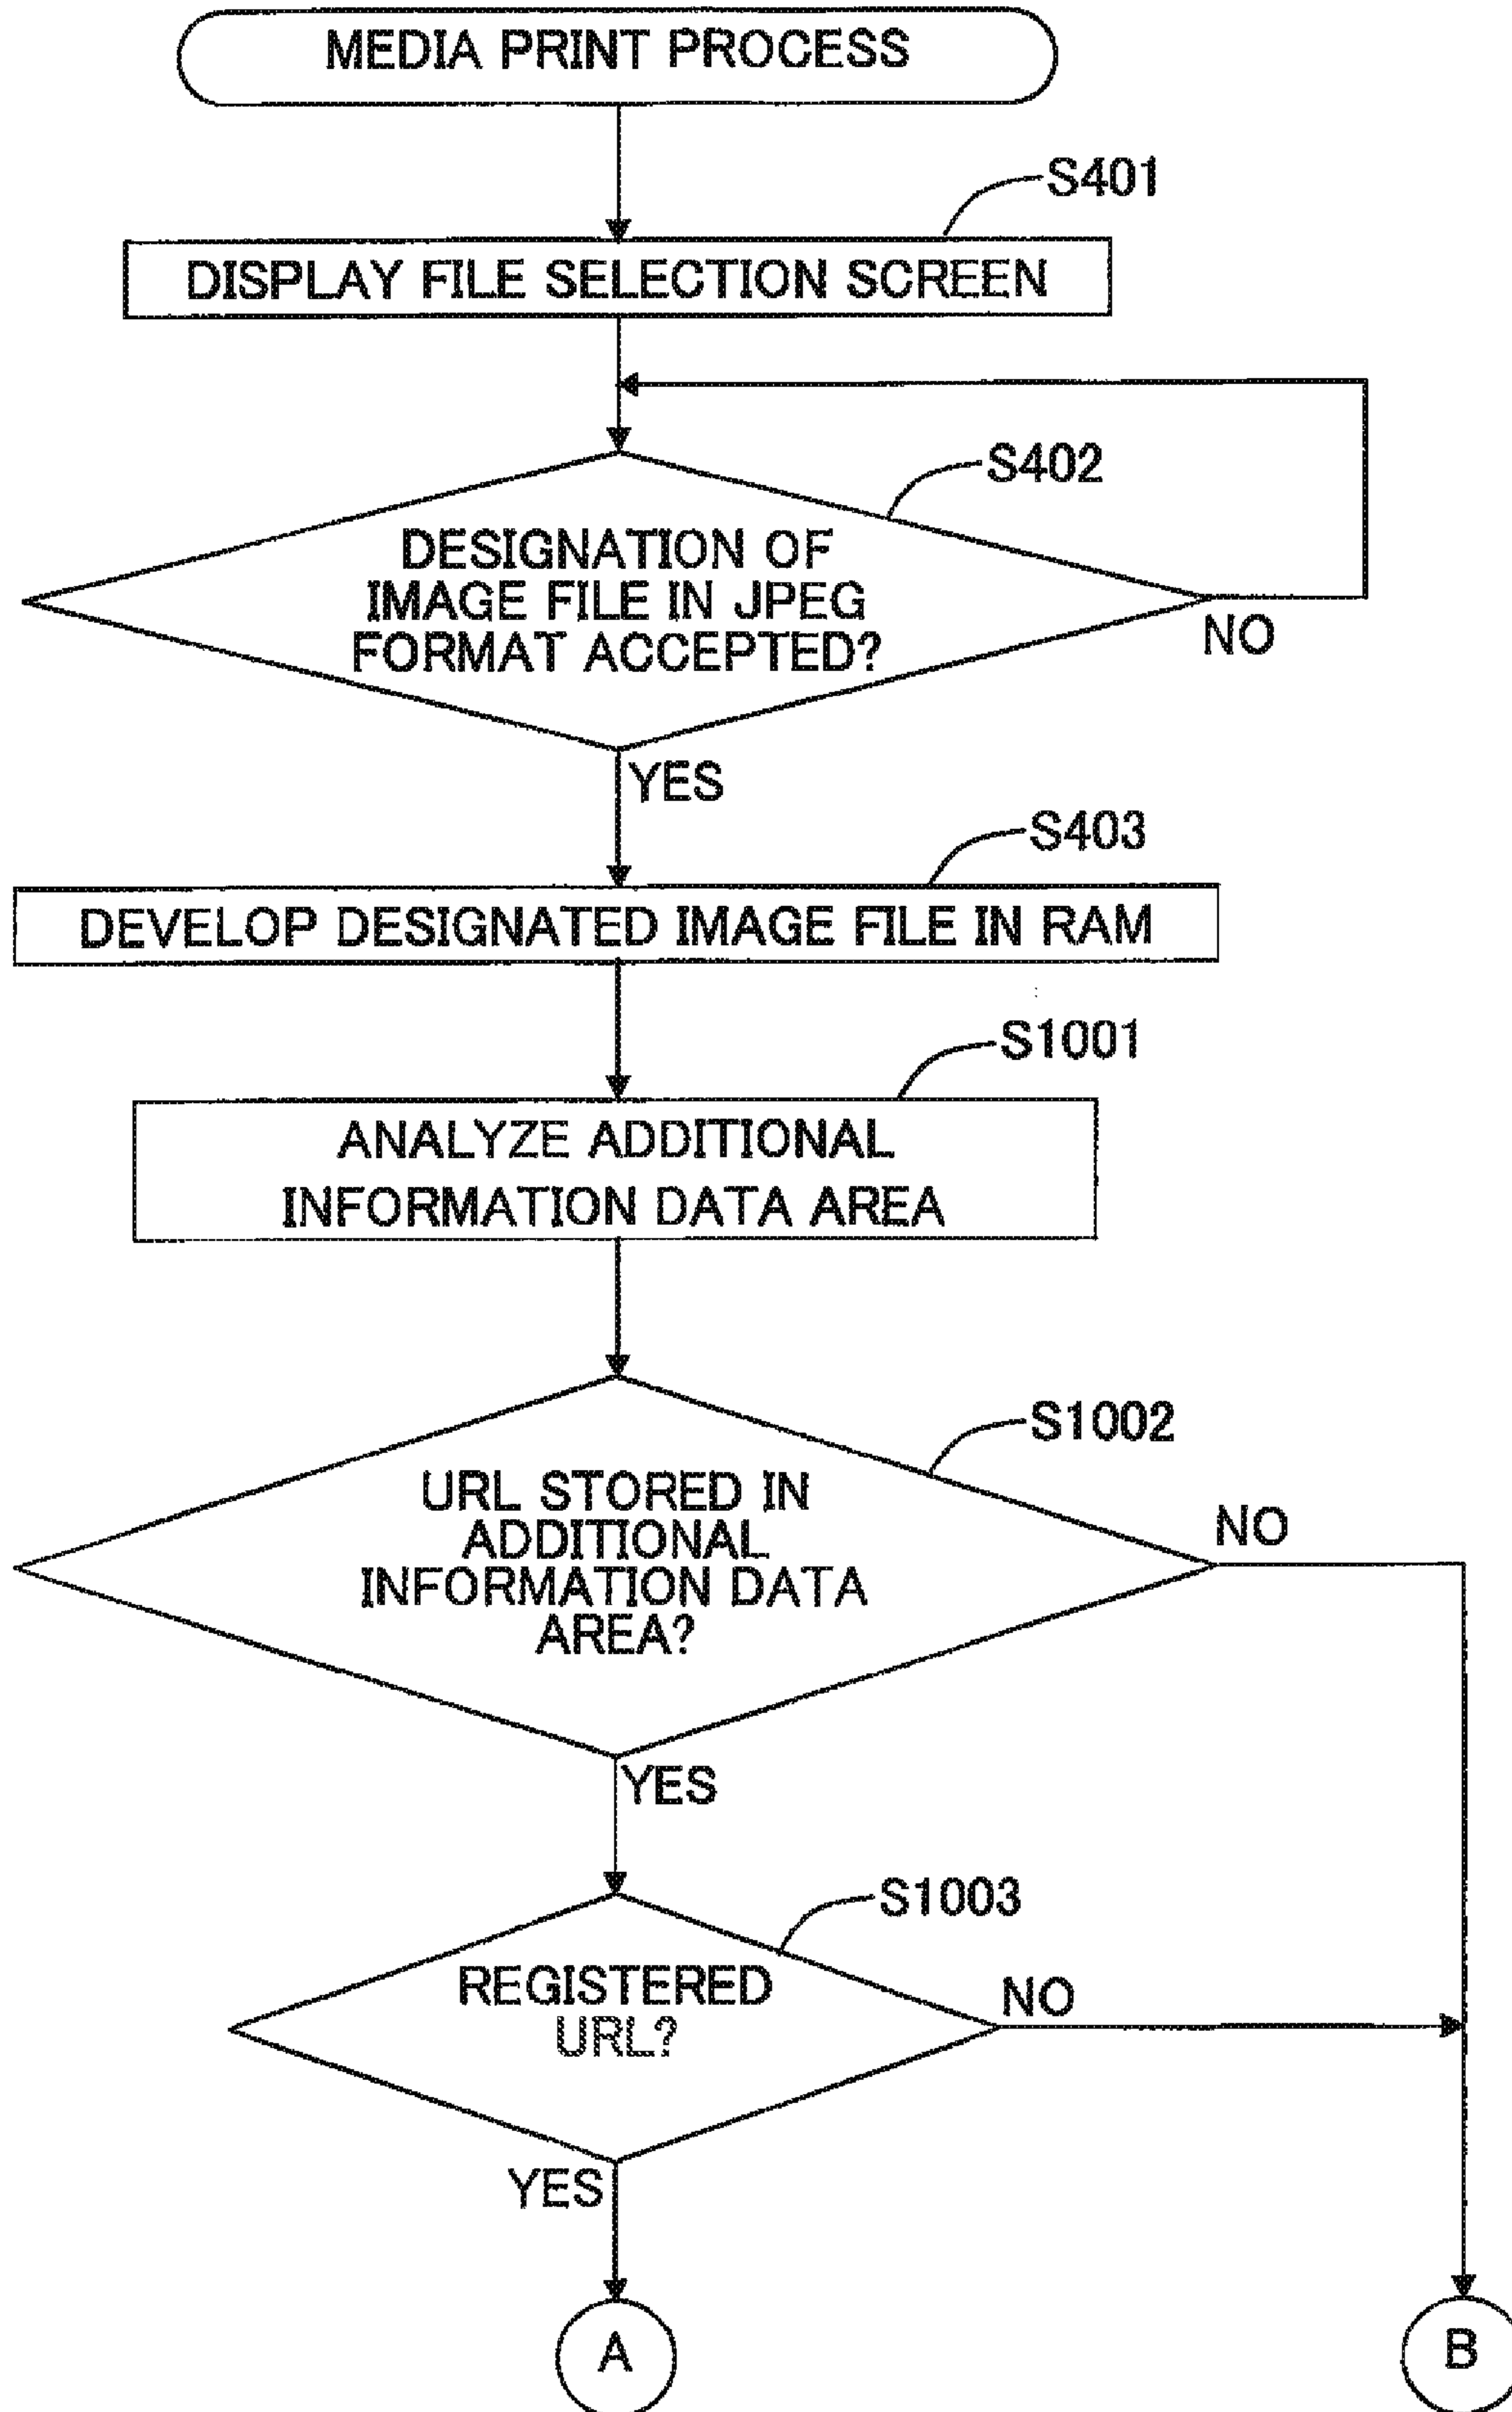 MEDIA PRINT PROCESS
S401
DISPLAY FILE SELECTION SCREEN
S402
DESIGNATION OF
IMAGE FILE IN JPEG
FORMAT ACCEPTED?
NO
YES
S403
DEVELOP DESIGNATED IMAGE FILE IN RAM
S1001
ANALYZE ADDITIONAL
INFORMATION DATA AREA
S1002
URL STORED IN
ADDITIONAL
INFORMATION DATA
AREA?
NO
YES
S1003
REGISTERED
URL?
NO
YES
A
B